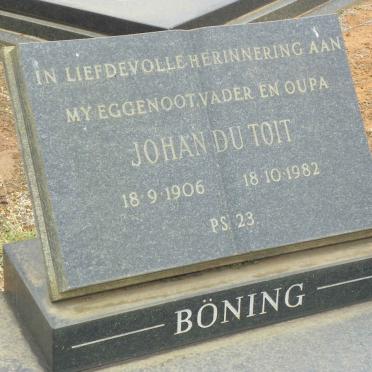 IN LIEFDEVOLLE HERINNERING AAN
MY EGGENOOT, VADER EN OUPA
JOHAN DU TOIT
18·9·1906 18·10·1982
PS. 23.
BÖNING